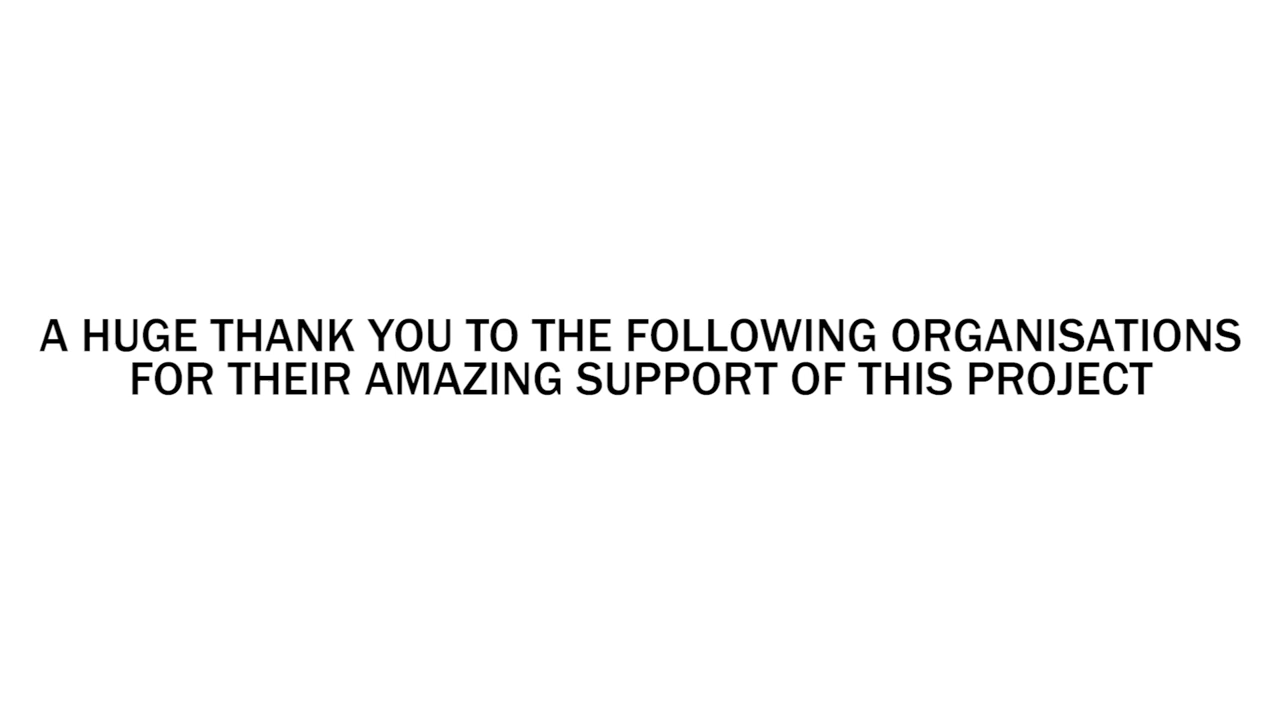 A HUGE THANK YOU TO THE FOLLOWING ORGANISATIONS
FOR THEIR AMAZING SUPPORT OF THIS PROJECT